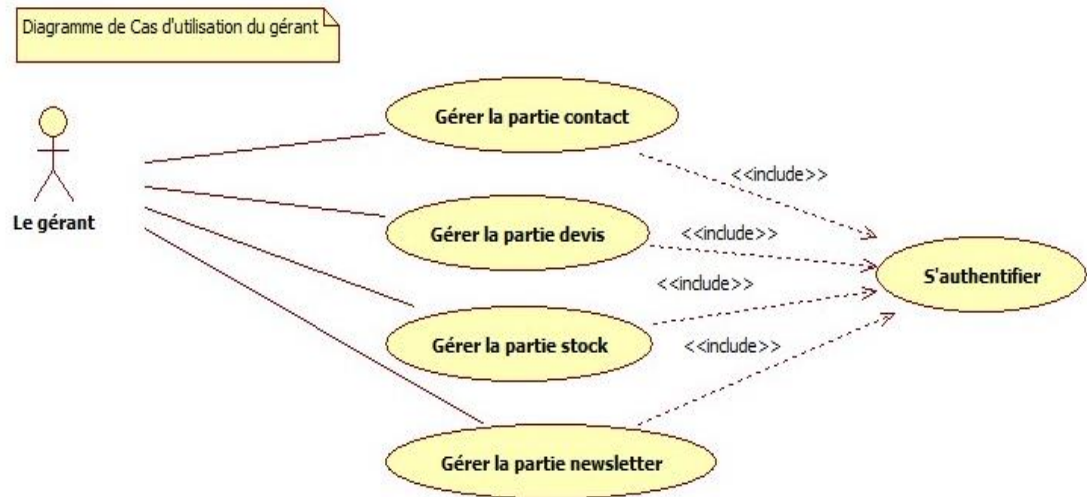 Diagramme de Cas d'utilisation du gérant
Gérer la partie contact
<<include>>
Le gérant
Gérer la partie devis
<<include>>
S'authentifier
<<include>>
Gérer la partie stock
<<include>>
Gérer la partie newsletter